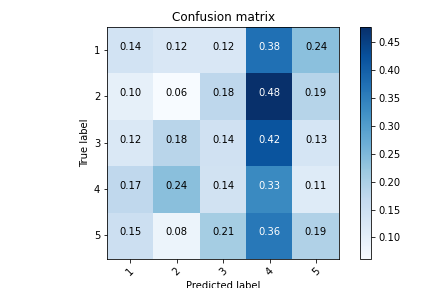 Confusion matrix
1 0.14 0.12 0.12 0.38 0.24
2 0.10 0.06 0.18 0.48 0.19
3 0.12 0.18 0.14 0.42 0.13
4 0.17 0.24 0.14 0.33 0.11
5 0.15 0.08 0.21 0.36 0.19
1 2 3 4 5
True label
Predicted label
0.45
0.40
0.35
0.30
0.25
0.20
0.15
0.10